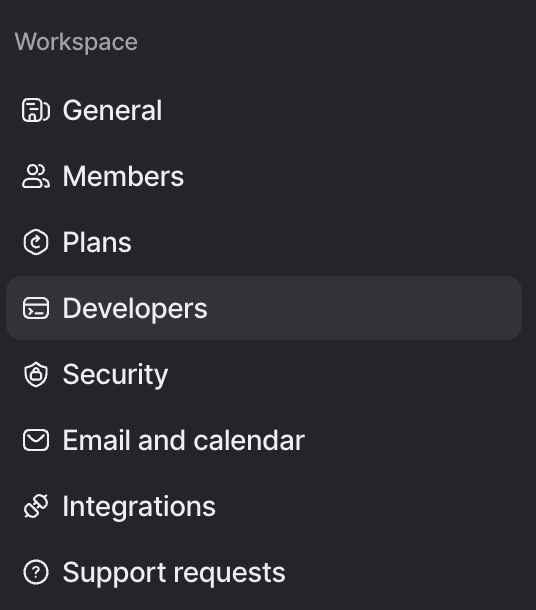 Workspace
General
Members
Plans
Developers
Security
Email and calendar
Integrations
Support requests